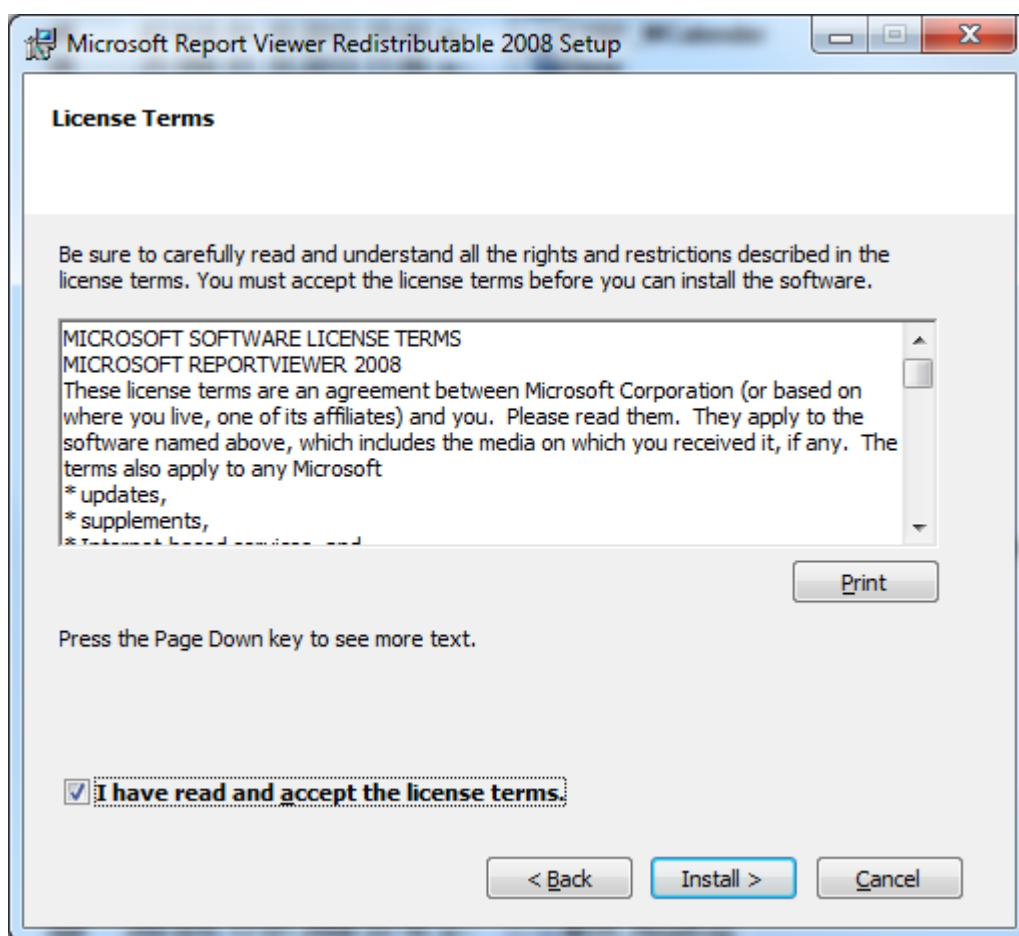 Microsoft Report Viewer Redistributable 2008 Setup
License Terms
Be sure to carefully read and understand all the rights and restrictions described in the
license terms. You must accept the license terms before you can install the software.
MICROSOFT SOFTWARE LICENSE TERMS
MICROSOFT REPORTVIEWER 2008
These license terms are an agreement between Microsoft Corporation (or based on
where you live, one of its affiliates) and you.  Please read them.  They apply to the
software named above, which includes the media on which you received it, if any.  The
terms also apply to any Microsoft
* updates,
* supplements,
* Internet-based services, and
Print
Press the Page Down key to see more text.
I have read and accept the license terms.
< Back
Install >
Cancel